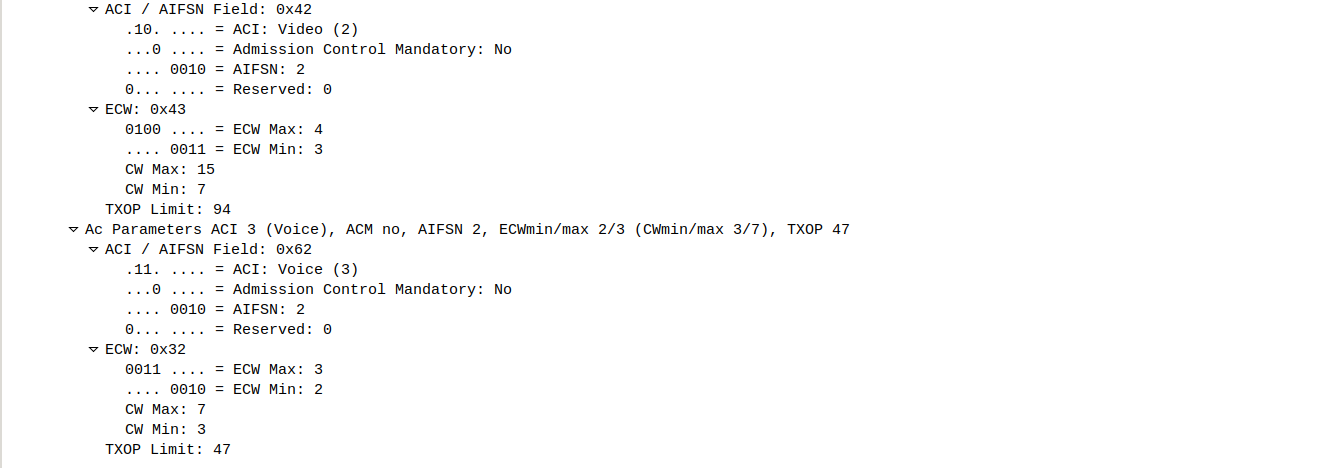 ACI / AIFSN Field: 0x42
.10. .... = ACI: Video (2)
...0 .... = Admission Control Mandatory: No
.... 0010 = AIFSN: 2
0... .... = Reserved: 0
ECW: 0x43
0100 .... = ECW Max: 4
.... 0011 = ECW Min: 3
CW Max: 15
CW Min: 7
TXOP Limit: 94
Ac Parameters ACI 3 (Voice), ACM no, AIFSN 2, ECWmin/max 2/3 (CWmin/max 3/7), TXOP 47
ACI / AIFSN Field: 0x62
.11. .... = ACI: Voice (3)
...0 .... = Admission Control Mandatory: No
.... 0010 = AIFSN: 2
0... .... = Reserved: 0
ECW: 0x32
0011 .... = ECW Max: 3
.... 0010 = ECW Min: 2
CW Max: 7
CW Min: 3
TXOP Limit: 47